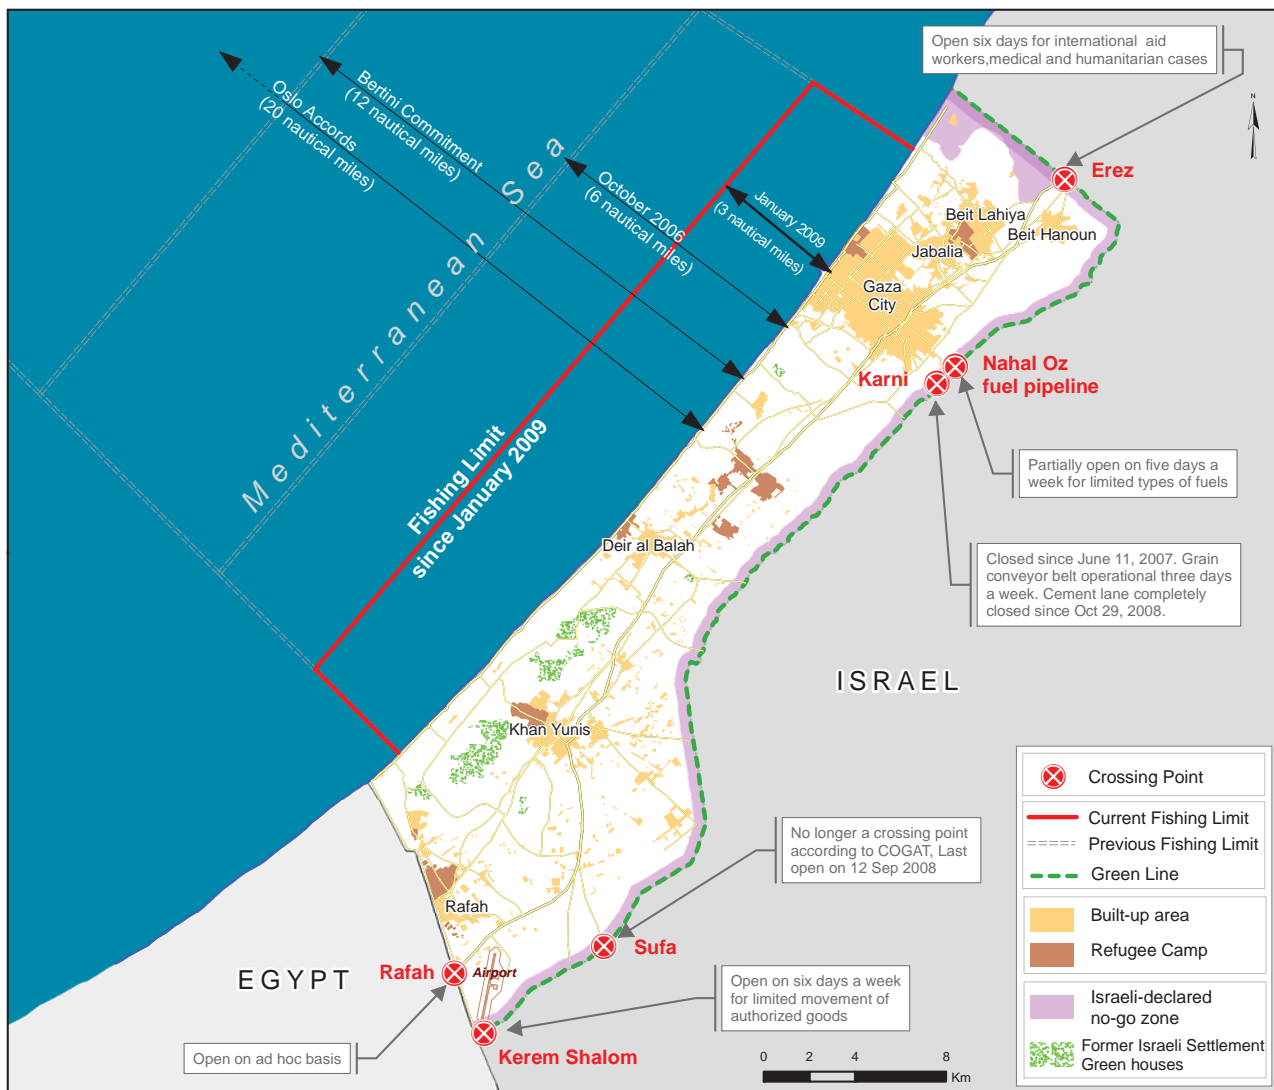 Open six days for international aid
workers,medical and humanitarian cases
N
Oslo Accords
(20 nautical miles)
Bertini Commitment
(12 nautical miles)
October 2006
(6 nautical miles)
January 2009
(3 nautical miles)
Mediterranean Sea
Fishing Limit
since January 2009
Erez
Beit Lahiya
Beit Hanoun
Jabalia
Gaza
City
Karni
Nahal Oz
fuel pipeline
Partially open on five days a
week for limited types of fuels
Deir al Balah
Closed since June 11, 2007. Grain
conveyor belt operational three days
a week. Cement lane completely
closed since Oct 29, 2008.
ISRAEL
Khan Yunis
No longer a crossing point
according to COGAT, Last
open on 12 Sep 2008
Rafah
Sufa
EGYPT
Rafah
Airport
Open on six days a week
for limited movement of
authorized goods
Open on ad hoc basis
Kerem Shalom
Crossing Point
Current Fishing Limit
Previous Fishing Limit
Green Line
Built-up area
Refugee Camp
Israeli-declared
no-go zone
Former Israeli Settlement
Green houses
0 2 4 8
Km